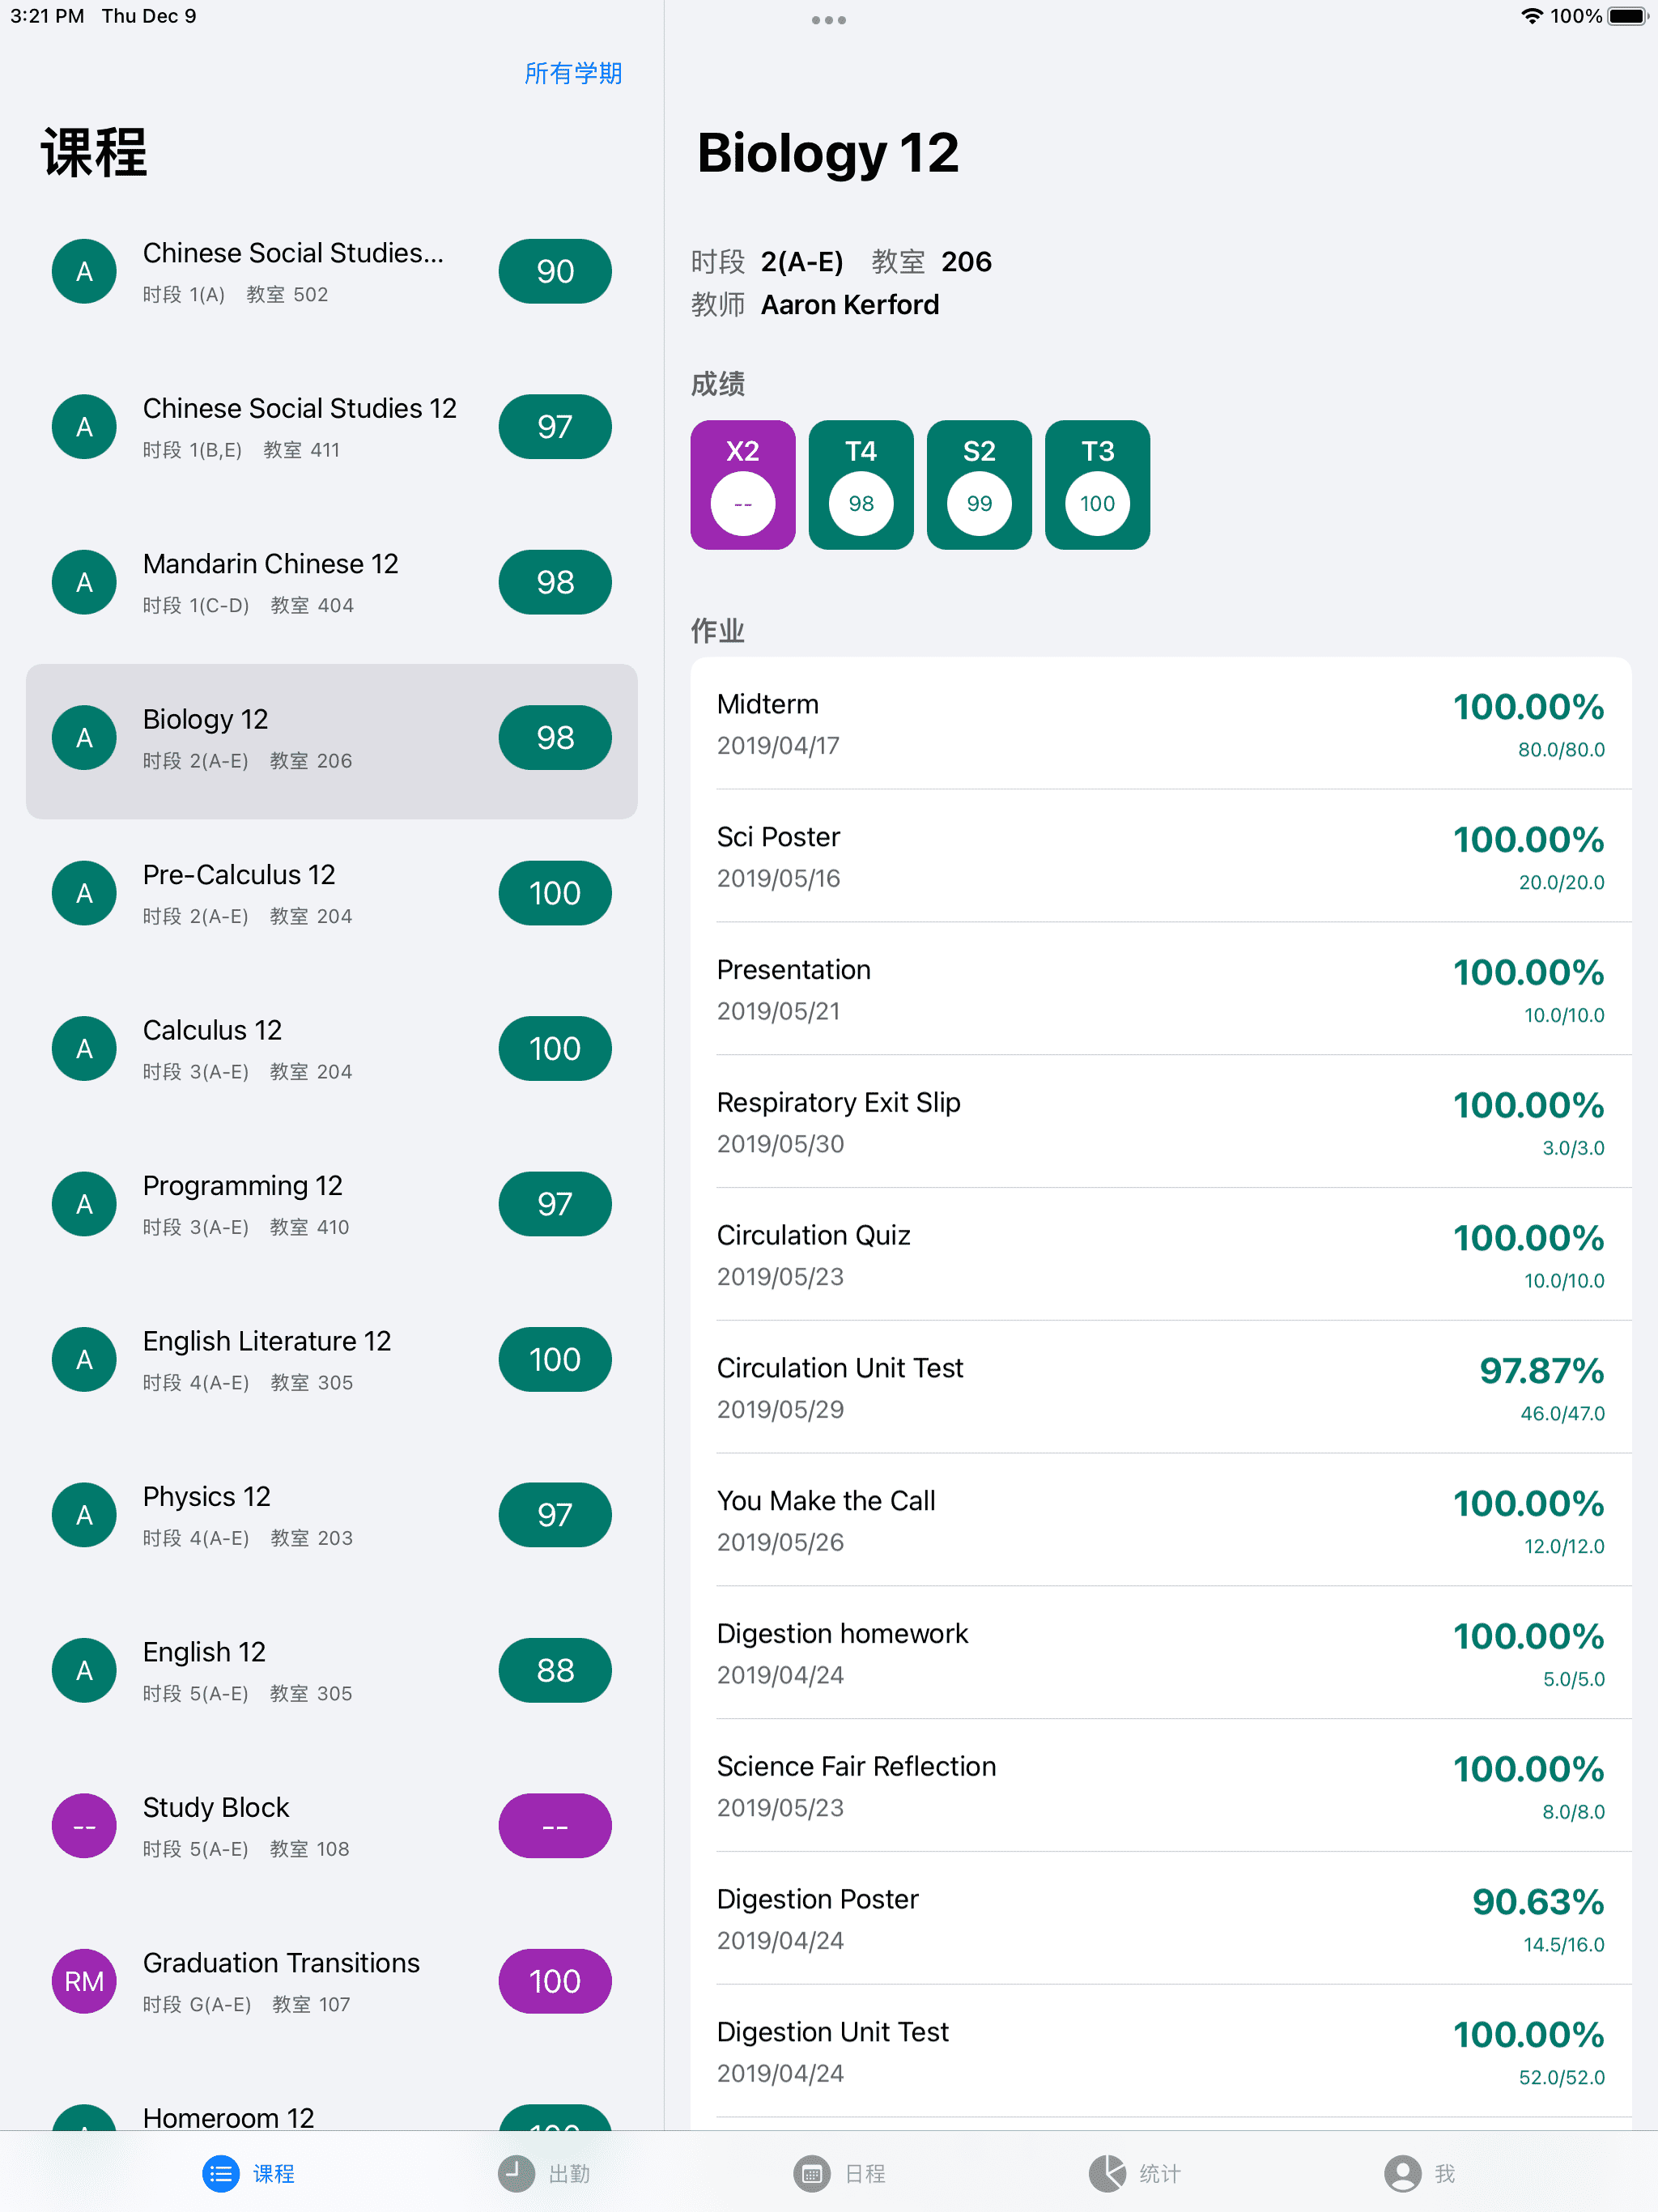 3:21 PM Thu Dec 9
100%
所有学期
课程
A
Chinese Social Studies...
时段 1(A) 教室 502
90
A
Chinese Social Studies 12
时段 1(B,E) 教室 411
97
A
Mandarin Chinese 12
时段 1(C-D) 教室 404
98
A
Biology 12
时段 2(A-E) 教室 206
98
A
Pre-Calculus 12
时段 2(A-E) 教室 204
100
A
Calculus 12
时段 3(A-E) 教室 204
100
A
Programming 12
时段 3(A-E) 教室 410
97
A
English Literature 12
时段 4(A-E) 教室 305
100
A
Physics 12
时段 4(A-E) 教室 203
97
A
English 12
时段 5(A-E) 教室 305
88
--
Study Block
时段 5(A-E) 教室 108
--
RM
Graduation Transitions
时段 G(A-E) 教室 107
100
A
Homeroom 12
100
Biology 12
时段 2(A-E) 教室 206
教师 Aaron Kerford
成绩
X2 T4 S2 T3
-- 98 99 100
作业
Midterm
2019/04/17
100.00%
80.0/80.0
Sci Poster
2019/05/16
100.00%
20.0/20.0
Presentation
2019/05/21
100.00%
10.0/10.0
Respiratory Exit Slip
2019/05/30
100.00%
3.0/3.0
Circulation Quiz
2019/05/23
100.00%
10.0/10.0
Circulation Unit Test
2019/05/29
97.87%
46.0/47.0
You Make the Call
2019/05/26
100.00%
12.0/12.0
Digestion homework
2019/04/24
100.00%
5.0/5.0
Science Fair Reflection
2019/05/23
100.00%
8.0/8.0
Digestion Poster
2019/04/24
90.63%
14.5/16.0
Digestion Unit Test
2019/04/24
100.00%
52.0/52.0
课程 出勤 日程 统计 我